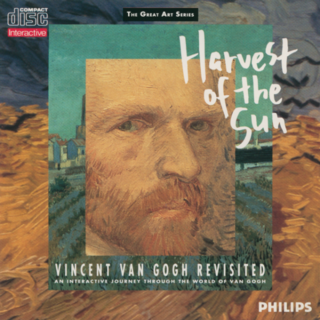 COMPACT
disc
Interactive
THE GREAT ART SERIES
Harvest
of the
Sun
VINCENT VAN GOGH REVISITED
AN INTERACTIVE JOURNEY THROUGH THE WORLD OF VAN GOGH
PHILIPS